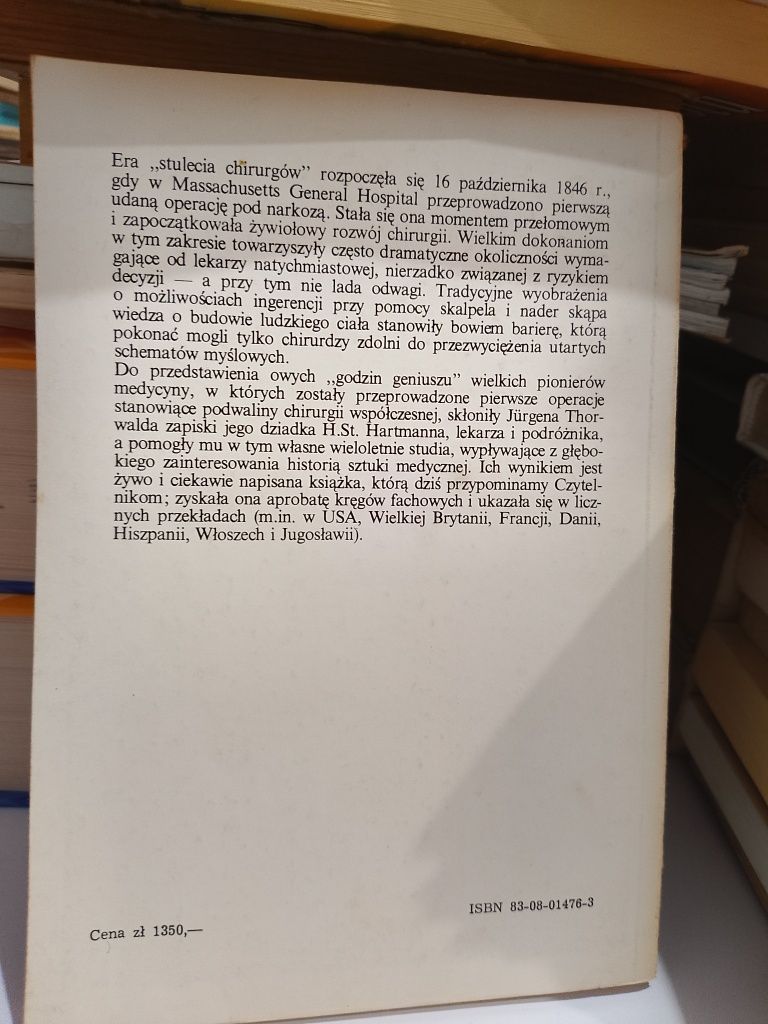 Era „stulecia chirurgów” rozpoczęła się 16 października 1846 r.,
gdy w Massachusetts General Hospital przeprowadzono pierwszą
udaną operację pod narkozą. Stała się ona momentem przełomowym
i zapoczątkowała żywiołowy rozwój chirurgii. Wielkim dokonaniom
w tym zakresie towarzyszyły często dramatyczne okoliczności wyma-
gające od lekarzy natychmiastowej, nierzadko związanej z ryzykiem
decyzji — a przy tym nie lada odwagi. Tradycyjne wyobrażenia
o możliwościach ingerencji przy pomocy skalpela i nader skąpa
wiedza o budowie ludzkiego ciała stanowiły bowiem barierę, którą
pokonać mogli tylko chirurdzy zdolni do przezwyciężenia utartych
schematów myślowych.
Do przedstawienia owych „godzin geniuszu” wielkich pionierów
medycyny, w których zostały przeprowadzone pierwsze operacje
stanowiące podwaliny chirurgii współczesnej, skłoniły Jürgena Thor-
walda zapiski jego dziadka H.St. Hartmanna, lekarza i podróżnika,
a pomogły mu w tym własne wieloletnie studia, wypływające z głębo-
kiego zainteresowania historią sztuki medycznej. Ich wynikiem jest
żywo i ciekawie napisana książka, którą dziś przypominamy Czytel-
nikom; zyskała ona aprobatę kręgów fachowych i ukazała się w licz-
nych przekładach (m.in. w USA, Wielkiej Brytanii, Francji, Danii,
Hiszpanii, Włoszech i Jugosławii).
ISBN 83-08-01476-3
Cena zł 1350,—